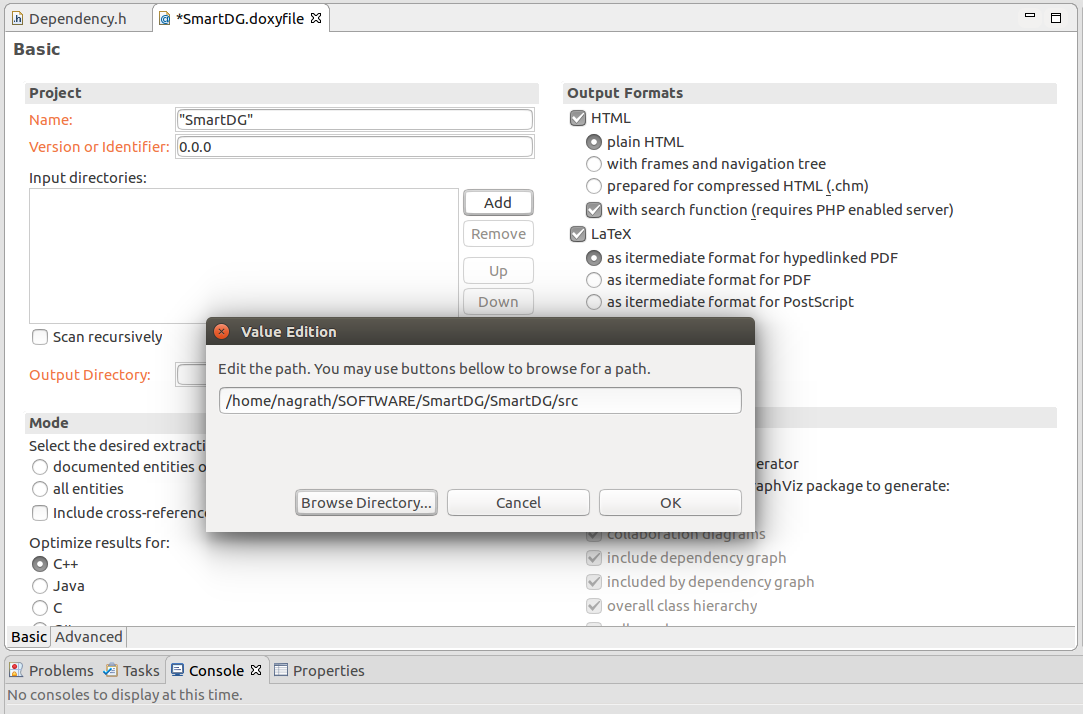 Dependency.h
*SmartDG.doxyfile
Basic
Project
Name:
"SmartDG"
Version or Identifier:
0.0.0
Input directories:
Add
Remove
Up
Down
Scan recursively
Output Directory:
Mode
Select the desired extracti
documented entities o
all entities
Include cross-reference
Optimize results for:
C++
Java
C
Output Formats
HTML
plain HTML
with frames and navigation tree
prepared for compressed HTML (.chm)
with search function (requires PHP enabled server)
LaTeX
as itermediate format for hypedlinked PDF
as itermediate format for PDF
as itermediate format for PostScript
erator
raphViz package to generate:
collaboration diagrams
include dependency graph
included by dependency graph
overall class hierarchy
Value Edition
Edit the path. You may use buttons bellow to browse for a path.
/home/nagrath/SOFTWARE/SmartDG/SmartDG/src
Browse Directory...
Cancel
OK
Basic
Advanced
Problems
Tasks
Console
Properties
No consoles to display at this time.